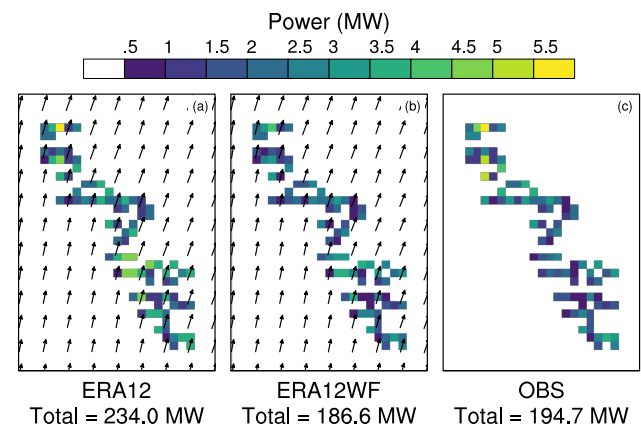 Power (MW)
.5 1 1.5 2 2.5 3 3.5 4 4.5 5 5.5
(a) (b) (c)
ERA12 ERA12WF OBS
Total = 234.0 MW Total = 186.6 MW Total = 194.7 MW